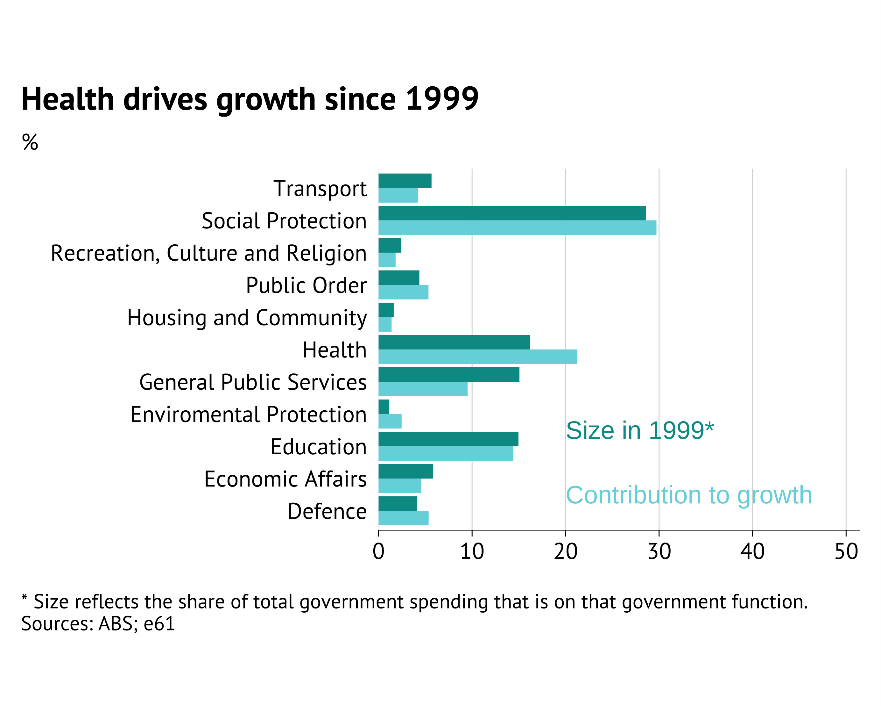 Health drives growth since 1999
%
Transport
Social Protection
Recreation, Culture and Religion
Public Order
Housing and Community
Health
General Public Services
Enviromental Protection
Education
Economic Affairs
Defence
Size in 1999*
Contribution to growth
0 10 20 30 40 50
* Size reflects the share of total government spending that is on that government function.
Sources: ABS; e61